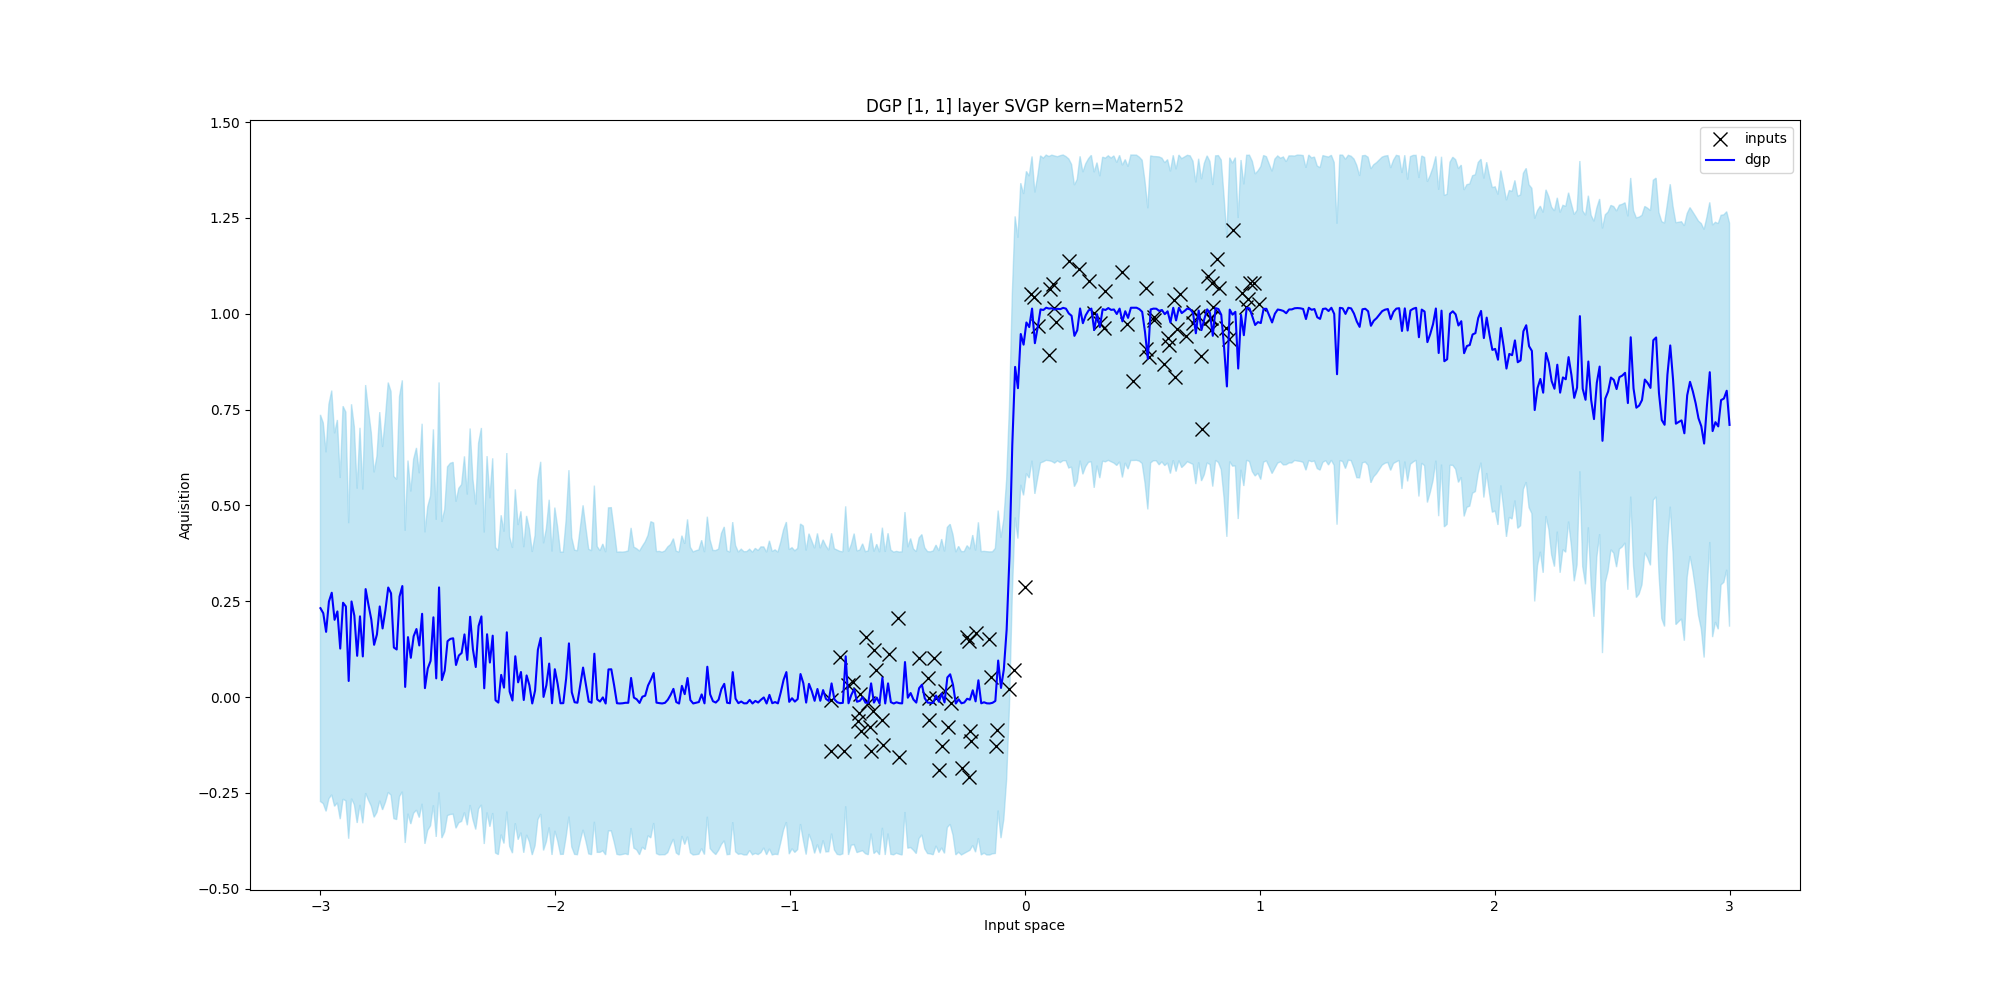 DGP [1, 1] layer SVGP kern=Matern52
inputs
dgp
1.50
1.25
1.00
0.75
0.50
0.25
0.00
−0.25
−0.50
Aquisition
−3 −2 −1 0 1 2 3
Input space